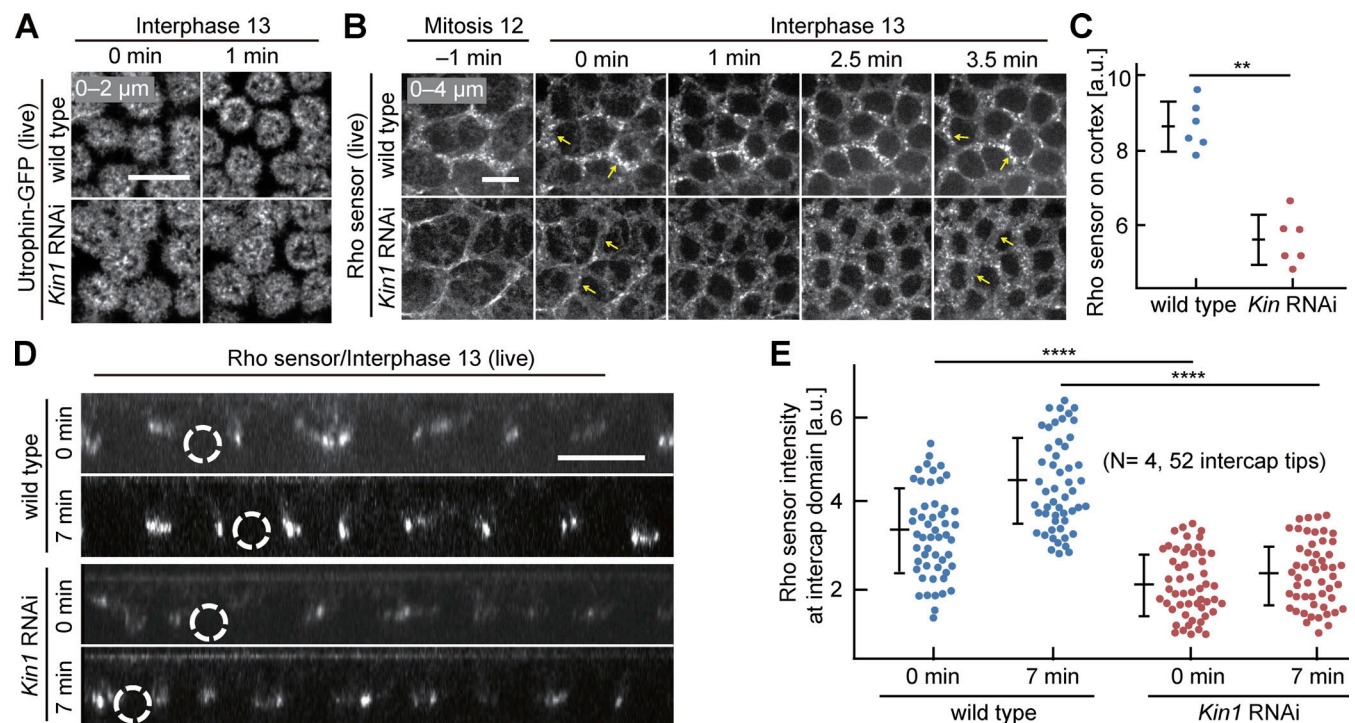 A
Interphase 13
0 min
1 min
Utrophin-GFP (live)
wild type
Kin1 RNAi
0–2 µm
B
Mitosis 12
Interphase 13
–1 min
0 min
1 min
2.5 min
3.5 min
Rho sensor (live)
wild type
Kin1 RNAi
0–4 µm
C
Rho sensor on cortex [a.u.]
10
8
6
**
wild type
Kin RNAi
D
Rho sensor/Interphase 13 (live)
wild type
0 min
7 min
Kin1 RNAi
0 min
7 min
E
Rho sensor intensity
at intercap domain [a.u.]
6
4
2
****
****
(N= 4, 52 intercap tips)
0 min
7 min
0 min
7 min
wild type
Kin1 RNAi